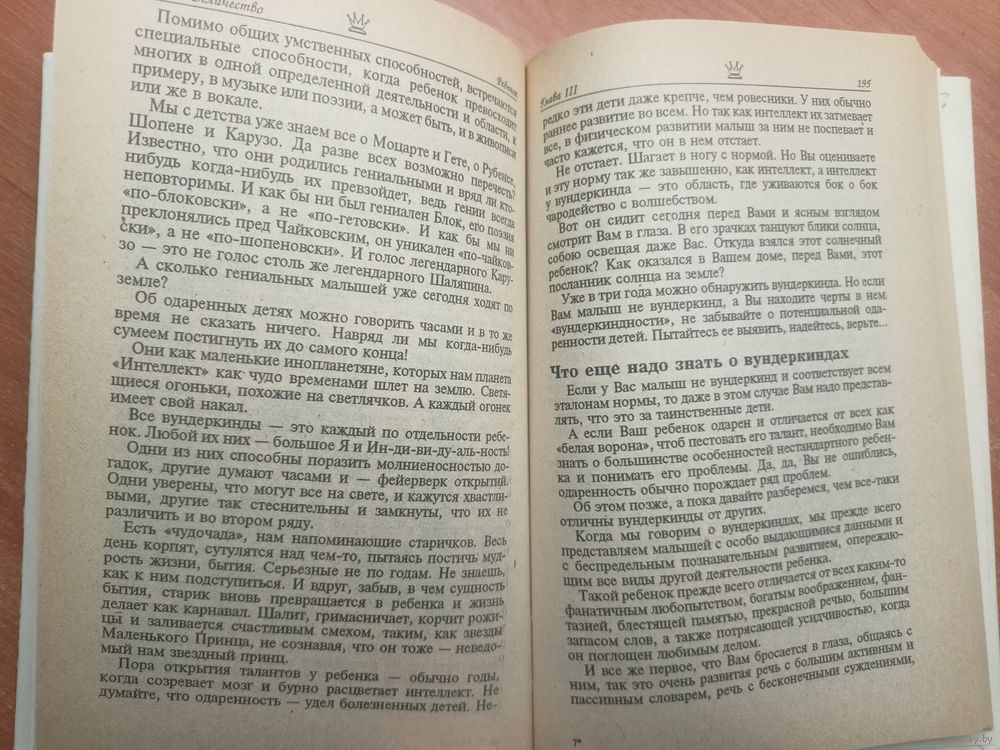 Величество
Ребенок
Помимо общих умственных способностей, встречаются
специальные способности, когда ребенок превосходит
многих в одной определенной деятельности и области, к
примеру, в музыке или поэзии, а может быть, и в живописи
или же в вокале.
Мы с детства уже знаем все о Моцарте и Гете, о Рубенсе,
Шопене и Карузо. Да разве всех возможно перечесть?
Известно, что они родились гениальными и вряд ли кто-
нибудь когда-нибудь их превзойдет, ведь гении всегда
неповторимы. И как бы ни был гениален Блок, его поэзия
«по-блоковски», а не «по-гетовски». И как бы мы ни
преклонялись пред Чайковским, он уникален «по-чайков-
ски», а не «по-шопеновски». И голос легендарного Кару-
зо — это не голос столь же легендарного Шаляпина.
А сколько гениальных малышей уже сегодня ходят по
земле?
Об одаренных детях можно говорить часами и в то же
время не сказать ничего. Навряд ли мы когда-нибудь
сумеем постигнуть их до самого конца!
Они как маленькие инопланетяне, которых нам планета
«Интеллект» как чудо временами шлет на землю. Светя-
щиеся огоньки, похожие на светлячков. А каждый огонек
имеет свой накал.
Все вундеркинды — это каждый по отдельности ребе-
нок. Любой их них — большое Я и Ин-ди-ви-ду-аль-ность!
Одни из них способны поразить молниеносностью до-
гадок, другие думают часами и — фейерверк открытий.
Одни уверены, что могут все на свете, и кажутся хвастли-
выми, другие так стеснительны и замкнуты, что их не
различить и во втором ряду.
Есть «чудочада», нам напоминающие старичков. Весь
день корпят, сутулятся над чем-то, пытаясь постичь муд-
рость жизни, бытия. Серьезные не по годам. Не знаешь,
как к ним подступиться. И вдруг, забыв, в чем сущность
бытия, старик вновь превращается в ребенка и жизнь
делает как карнавал. Шалит, гримасничает, корчит рожи-
цы и заливается счастливым смехом, таким, как звезды
Маленького Принца, не сознавая, что он тоже — неведо-
мый нам звездный принц.
Пора открытия талантов у ребенка — обычно годы,
когда созревает мозг и бурно расцветает интеллект. Не
думайте, что одаренность — удел болезненных детей. Не-
Глава III
195
редко эти дети даже крепче, чем ровесники. У них обычно
раннее развитие во всем. Но так как интеллект их затмевает
все, в физическом развитии малыш за ним не поспевает и
часто кажется, что он в нем отстает.
Не отстает. Шагает в ногу с нормой. Но Вы оцениваете
и эту норму так же завышенно, как интеллект, а интеллект
у вундеркинда — это область, где уживаются бок о бок
чародейство с волшебством.
Вот он сидит сегодня перед Вами и ясным взглядом
смотрит Вам в глаза. В его зрачках танцуют блики солнца,
собою освещая даже Вас. Откуда взялся этот солнечный
ребенок? Как оказался в Вашем доме, перед Вами, этот
посланник солнца на земле?
Уже в три года можно обнаружить вундеркинда. Но если
Вам малыш не вундеркинд, а Вы находите черты в нем
«вундеркиндности», не забывайте о потенциальной ода-
ренности детей. Пытайтесь ее выявить, надейтесь, верьте...
Что еще надо знать о вундеркиндах
Если у Вас малыш не вундеркинд и соответствует всем
эталонам нормы, то даже в этом случае Вам надо представ-
лять, что это за таинственные дети.
А если Ваш ребенок одарен и отличается от всех как
«белая ворона», чтоб пестовать его талант, необходимо Вам
знать о большинстве особенностей нестандартного ребен-
ка и понимать его проблемы. Да, да, Вы не ошиблись,
одаренность обычно порождает ряд проблем.
Об этом позже, а пока давайте разберемся, чем все-таки
отличны вундеркинды от других.
Когда мы говорим о вундеркиндах, мы прежде всего
представляем малышей с особо выдающимися данными и
с беспредельным познавательным развитием, опережаю-
щим все виды другой деятельности ребенка.
Такой ребенок прежде всего отличается от всех каким-то
фанатичным любопытством, богатым воображением, фан-
тазией, блестящей памятью, прекрасной речью, большим
запасом слов, а также потрясающей усидчивостью, когда
он поглощен любимым делом.
И все же первое, что Вам бросается в глаза, общаясь с
ним, так это очень развитая речь с большим активным и
пассивным словарем, речь с бесконечными суждениями,
7*
ay.by